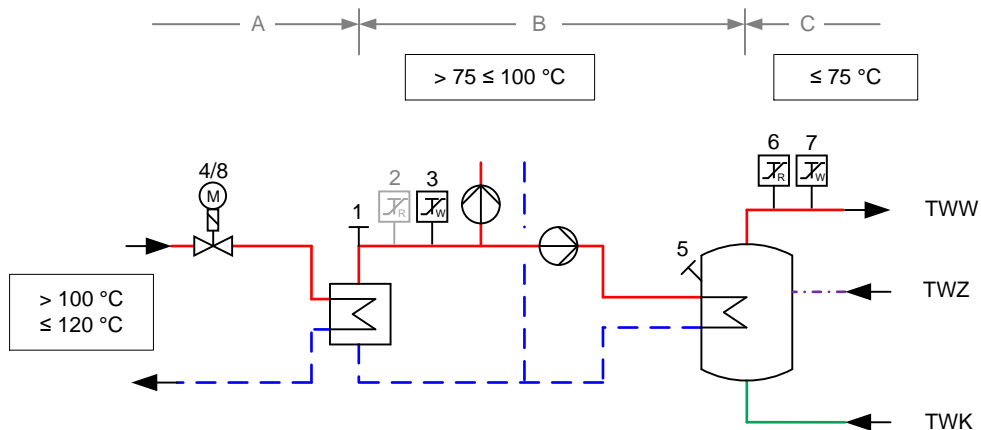 A B C
> 75 ≤ 100 °C
≤ 75 °C
4/8
M
1
2
R
3
W
6
R
7
W
TWW
5
> 100 °C
≤ 120 °C
TWZ
TWK